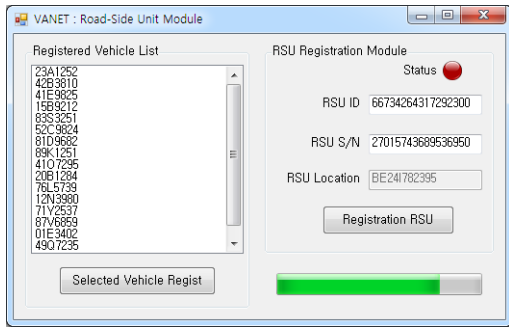 VANET : Road-Side Unit Module
Registered Vehicle List
23A1252
42B3810
41E9825
15B9212
83S3251
52C9824
81D9682
89K1251
41O7295
20B1284
76L5739
12N3980
71Y2537
87V6859
01E3402
49Q7235
Selected Vehicle Regist
RSU Registration Module
Status
RSU ID 66734264317292300
RSU S/N 27015743689536950
RSU Location BE24I782395
Registration RSU